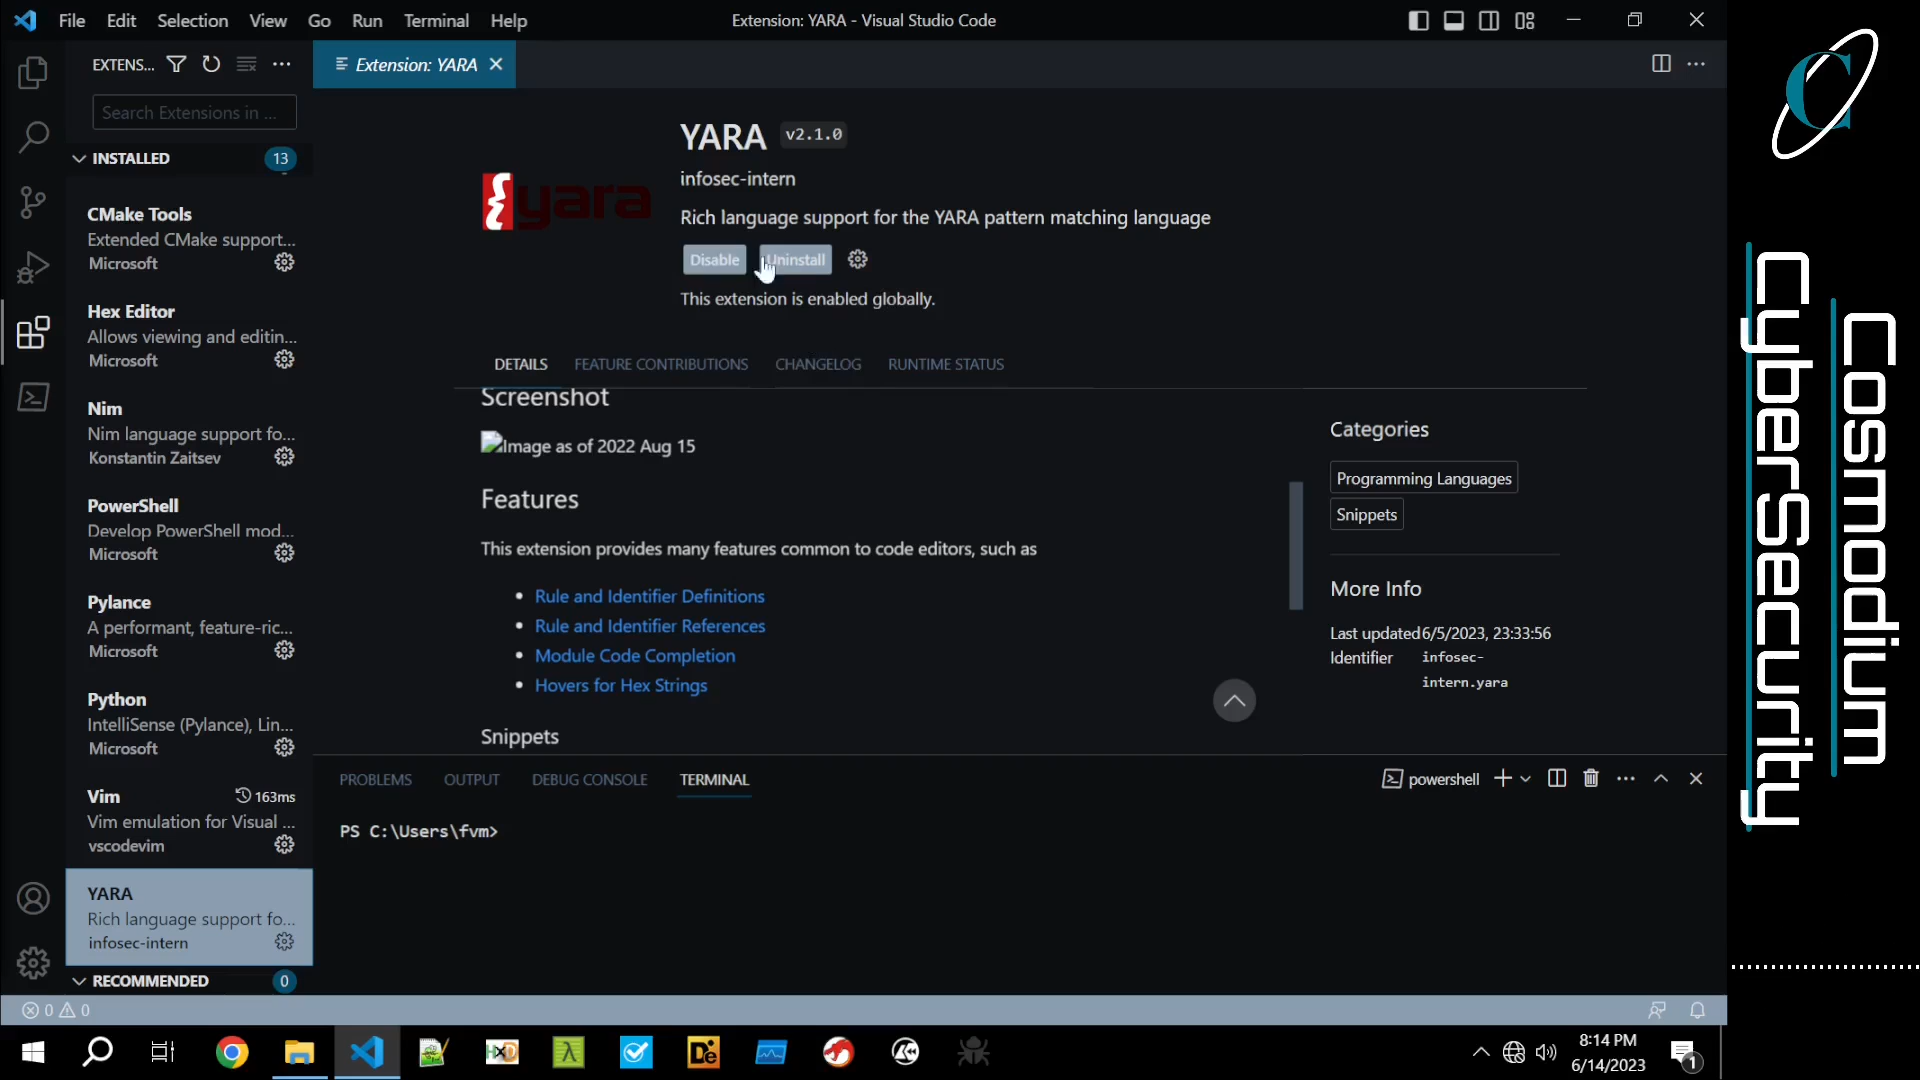 File Edit Selection View Go Run Terminal Help
Extension: YARA - Visual Studio Code
EXTENS...
Extension: YARA
Search Extensions in ...
INSTALLED 13
CMake Tools
Extended CMake support...
Microsoft
Hex Editor
Allows viewing and editin...
Microsoft
Nim
Nim language support fo...
Konstantin Zaitsev
PowerShell
Develop PowerShell mod...
Microsoft
Pylance
A performant, feature-ric...
Microsoft
Python
IntelliSense (Pylance), Lin...
Microsoft
Vim 163ms
Vim emulation for Visual ...
vscodevim
YARA
Rich language support fo...
infosec-intern
RECOMMENDED 0
yara
YARA v2.1.0
infosec-intern
Rich language support for the YARA pattern matching language
Disable Uninstall
This extension is enabled globally.
DETAILS FEATURE CONTRIBUTIONS CHANGELOG RUNTIME STATUS
Screenshot
Image as of 2022 Aug 15
Features
This extension provides many features common to code editors, such as
• Rule and Identifier Definitions
• Rule and Identifier References
• Module Code Completion
• Hovers for Hex Strings
Snippets
Categories
Programming Languages
Snippets
More Info
Last updated 6/5/2023, 23:33:56
Identifier infosec-
intern.yara
PROBLEMS OUTPUT DEBUG CONSOLE TERMINAL
powershell
PS C:\Users\fvm>
0 0
HxD
λ
De
8:14 PM
6/14/2023
1
C
Cosmodium
CyberSecurity